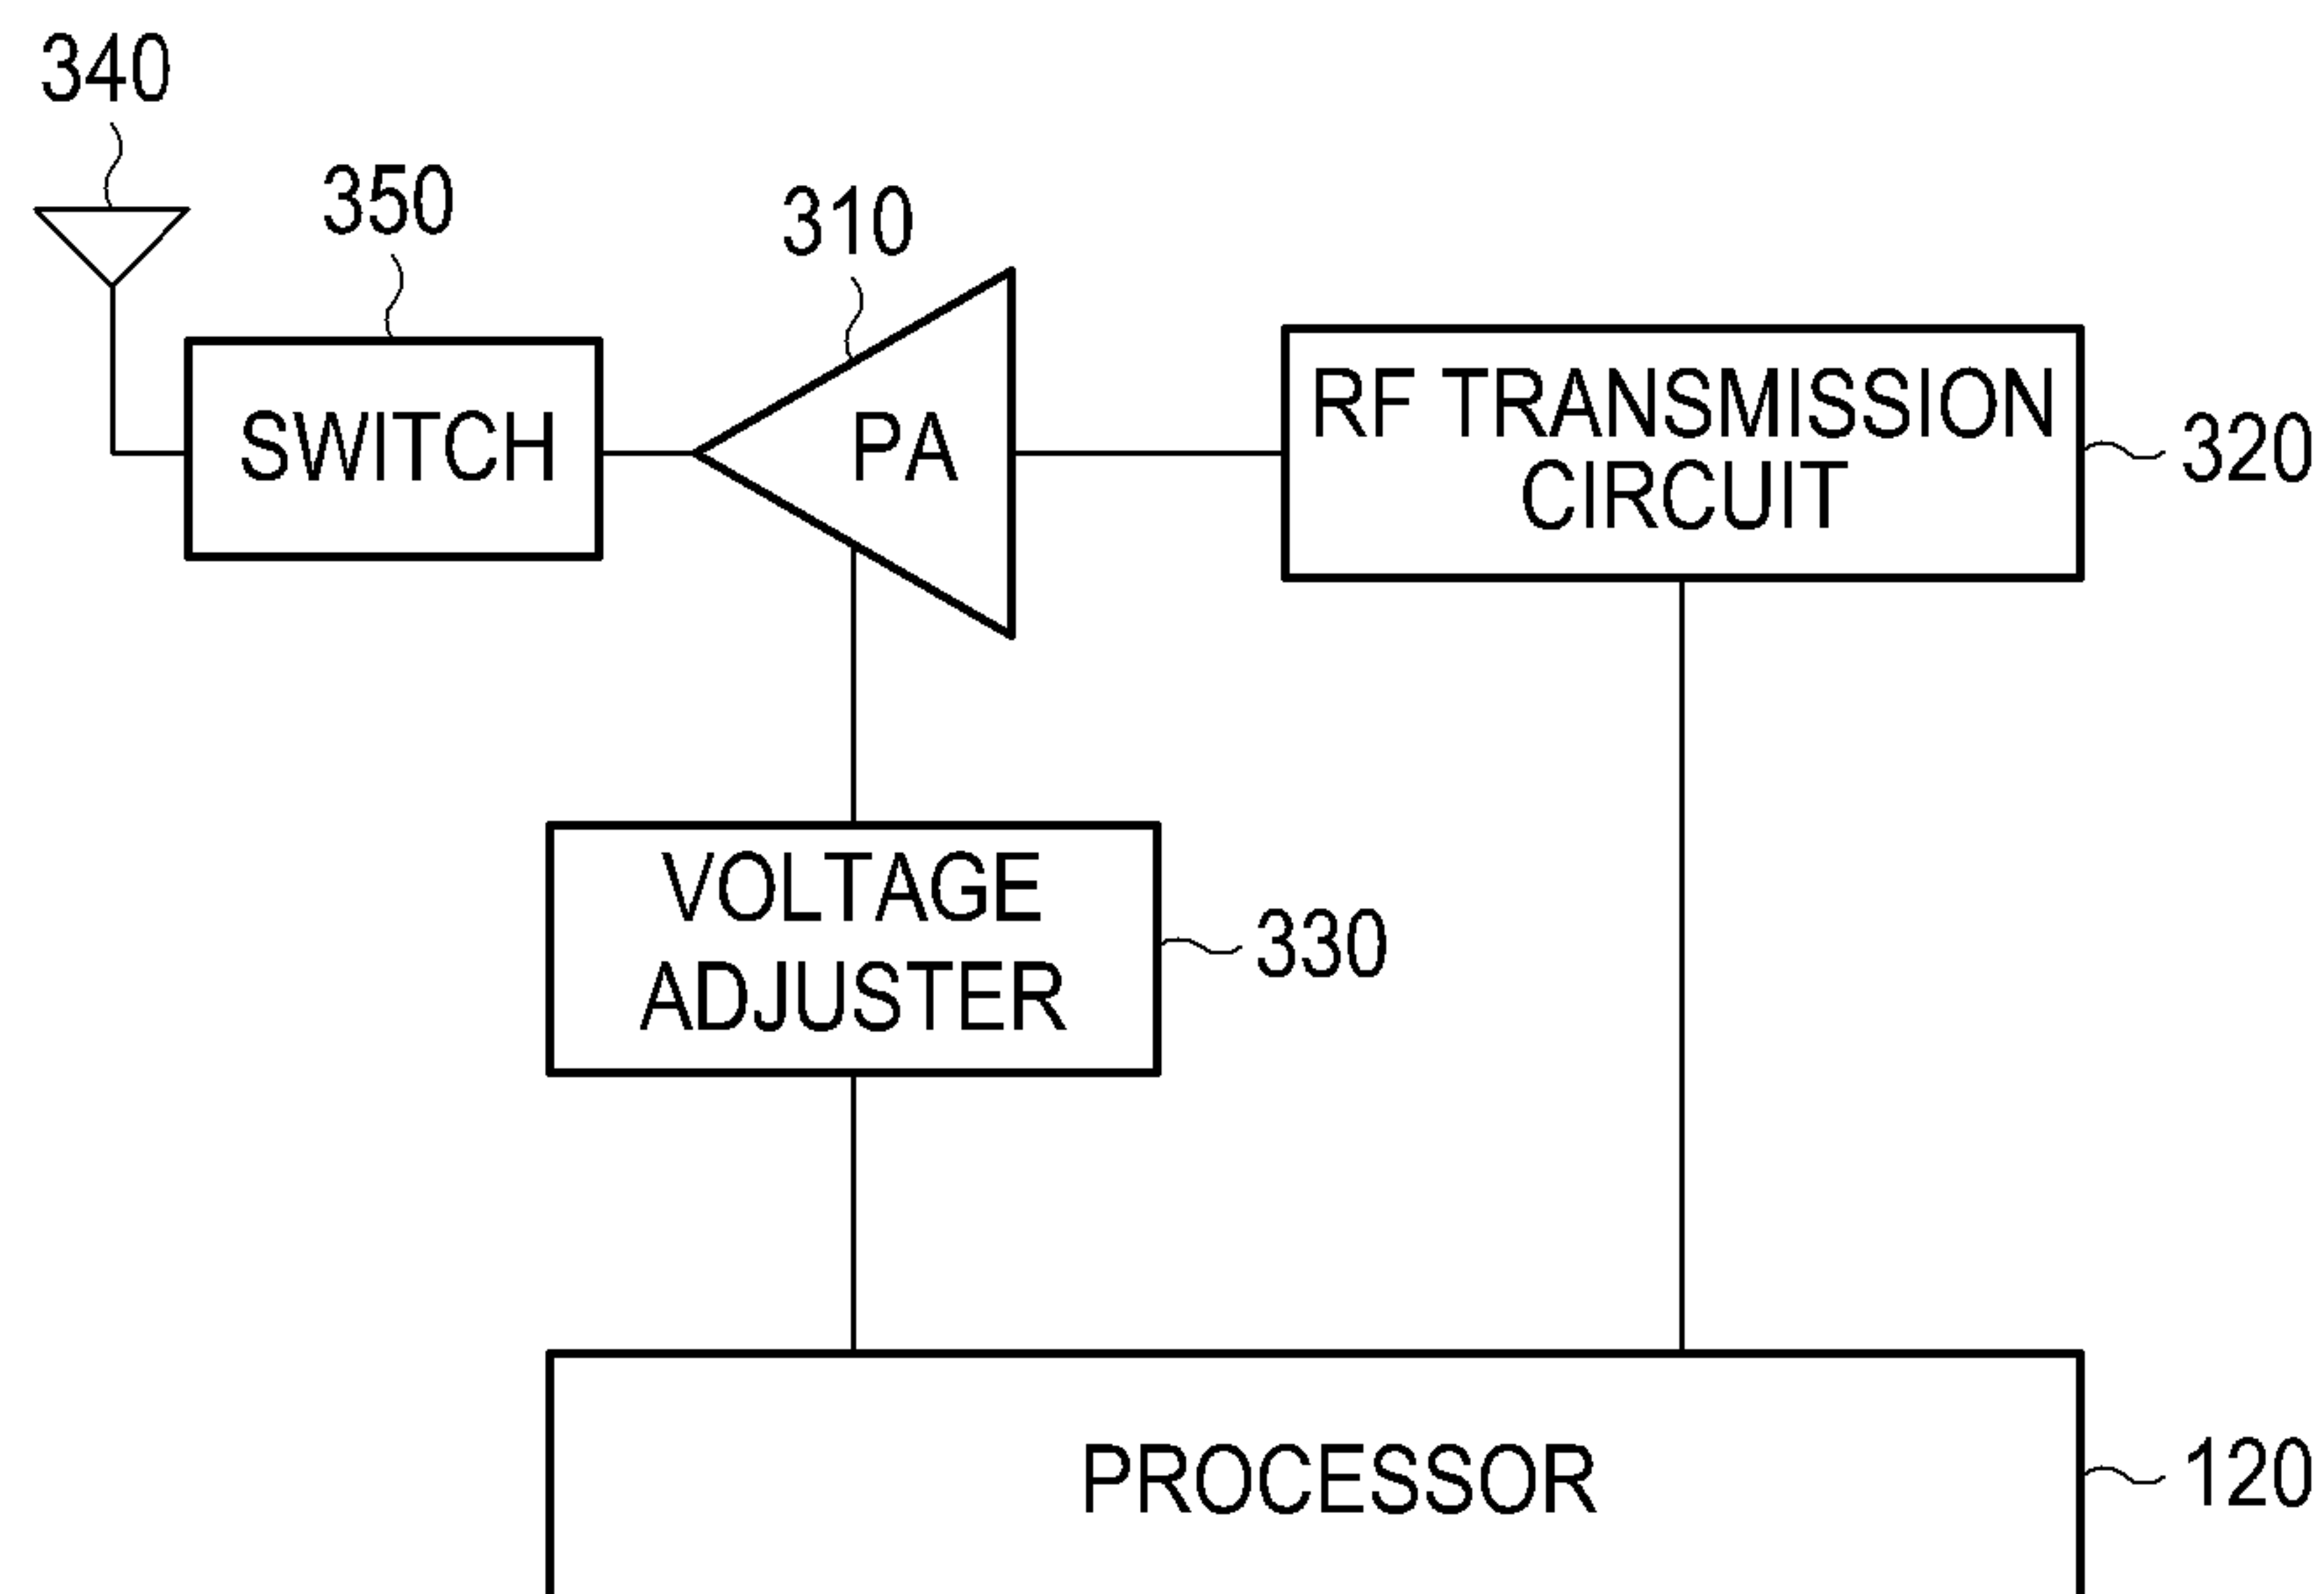 340
350
310
SWITCH
PA
RF TRANSMISSION
CIRCUIT
320
VOLTAGE
ADJUSTER
330
PROCESSOR
120